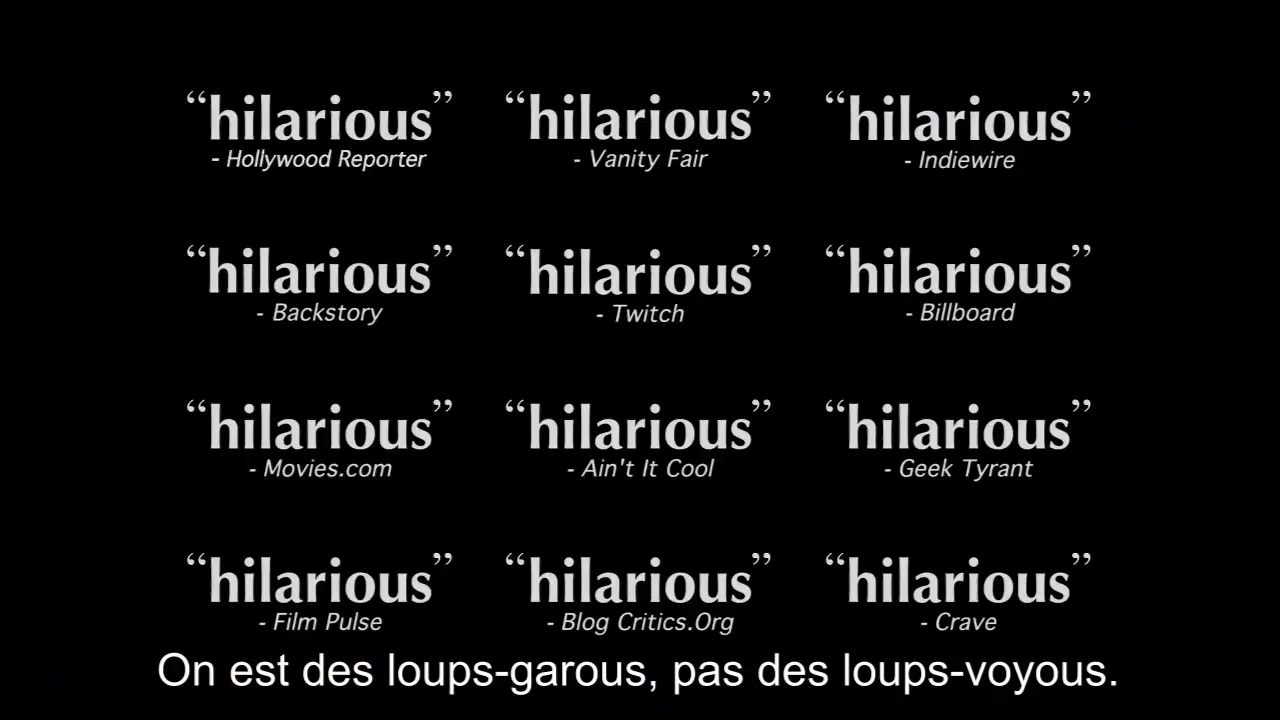 “hilarious” “hilarious” “hilarious”
- Hollywood Reporter - Vanity Fair - Indiewire
“hilarious” “hilarious” “hilarious”
- Backstory - Twitch - Billboard
“hilarious” “hilarious” “hilarious”
- Movies.com - Ain't It Cool - Geek Tyrant
“hilarious” “hilarious” “hilarious”
- Film Pulse - Blog Critics.Org - Crave
On est des loups-garous, pas des loups-voyous.